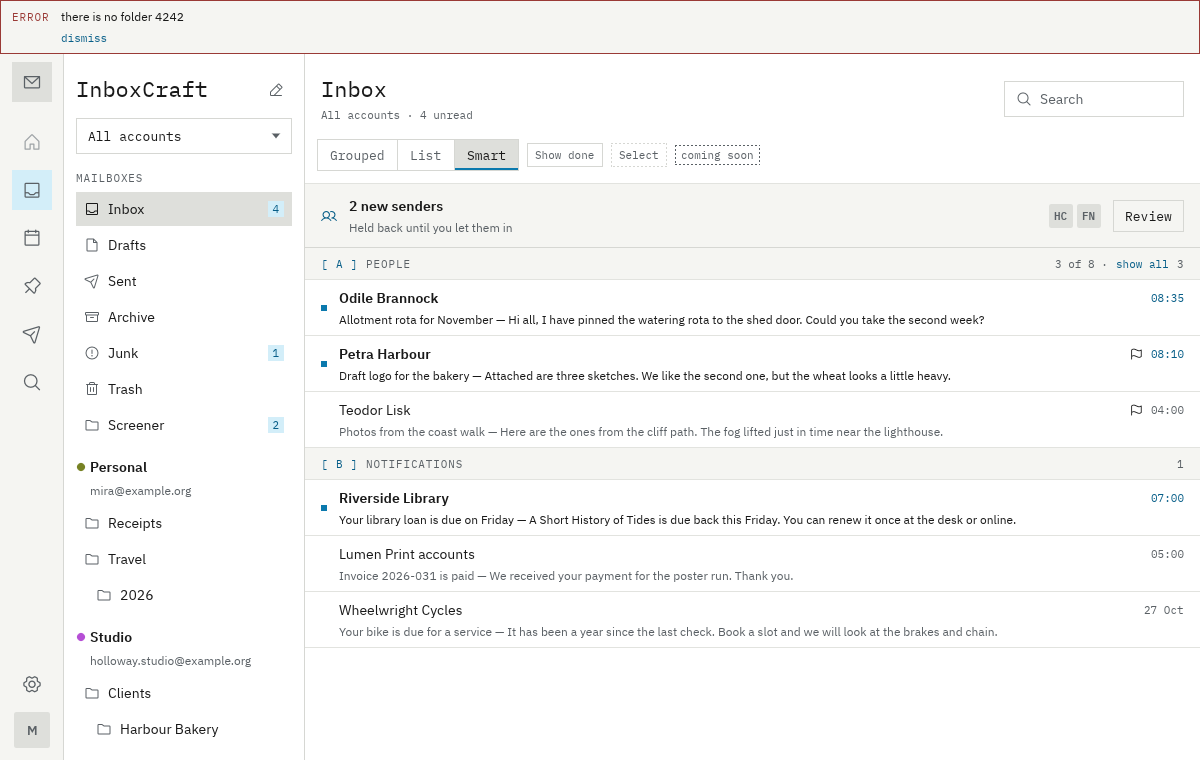 ERROR there is no folder 4242
dismiss
InboxCraft
All accounts
MAILBOXES
Inbox 4
Drafts
Sent
Archive
Junk 1
Trash
Screener 2
Personal
mira@example.org
Receipts
Travel
2026
Studio
holloway.studio@example.org
Clients
Harbour Bakery
M
Inbox
All accounts · 4 unread
Search
Grouped List Smart Show done Select coming soon
2 new senders
Held back until you let them in
HC FN Review
[ A ] PEOPLE 3 of 8 · show all 3
Odile Brannock 08:35
Allotment rota for November — Hi all, I have pinned the watering rota to the shed door. Could you take the second week?
Petra Harbour 08:10
Draft logo for the bakery — Attached are three sketches. We like the second one, but the wheat looks a little heavy.
Teodor Lisk 04:00
Photos from the coast walk — Here are the ones from the cliff path. The fog lifted just in time near the lighthouse.
[ B ] NOTIFICATIONS 1
Riverside Library 07:00
Your library loan is due on Friday — A Short History of Tides is due back this Friday. You can renew it once at the desk or online.
Lumen Print accounts 05:00
Invoice 2026-031 is paid — We received your payment for the poster run. Thank you.
Wheelwright Cycles 27 Oct
Your bike is due for a service — It has been a year since the last check. Book a slot and we will look at the brakes and chain.